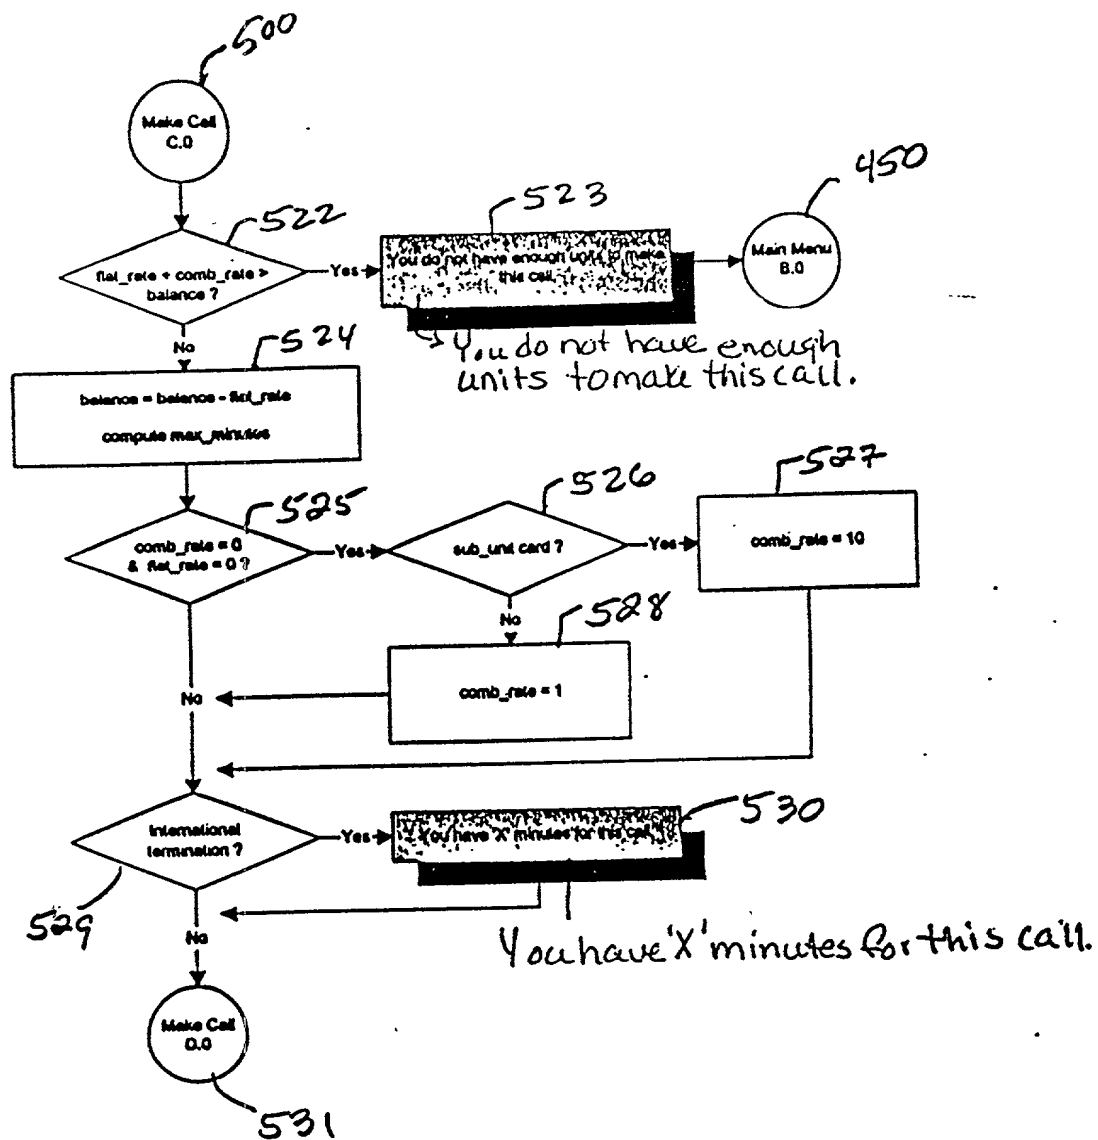 500
Make Call
C.0
522
flat_rate + comb_rate >
balance ?
Yes
523
You do not have enough units to make
this call.
450
Main Menu
B.0
You do not have enough
units to make this call.
No
524
balance = balance - flat_rate
compute max_minutes
525
comb_rate = 0
& flat_rate = 0 ?
Yes
526
sub_unit card ?
Yes
527
comb_rate = 10
No
528
comb_rate = 1
No
529
International
termination ?
Yes
530
You have 'X' minutes for this call.
You have 'X' minutes for this call.
No
Make Call
D.0
531